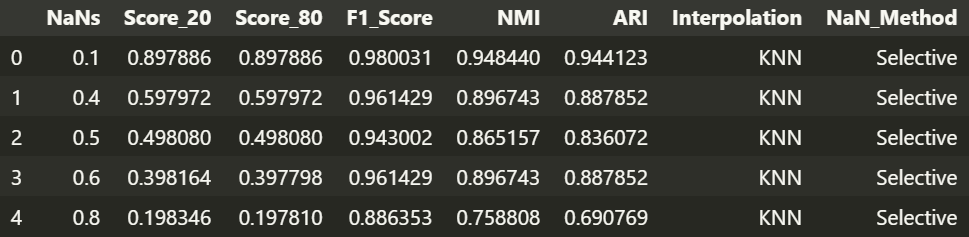 NaNs Score_20 Score_80 F1_Score NMI ARI Interpolation NaN_Method
0 0.1 0.897886 0.897886 0.980031 0.948440 0.944123 KNN Selective
1 0.4 0.597972 0.597972 0.961429 0.896743 0.887852 KNN Selective
2 0.5 0.498080 0.498080 0.943002 0.865157 0.836072 KNN Selective
3 0.6 0.398164 0.397798 0.961429 0.896743 0.887852 KNN Selective
4 0.8 0.198346 0.197810 0.886353 0.758808 0.690769 KNN Selective